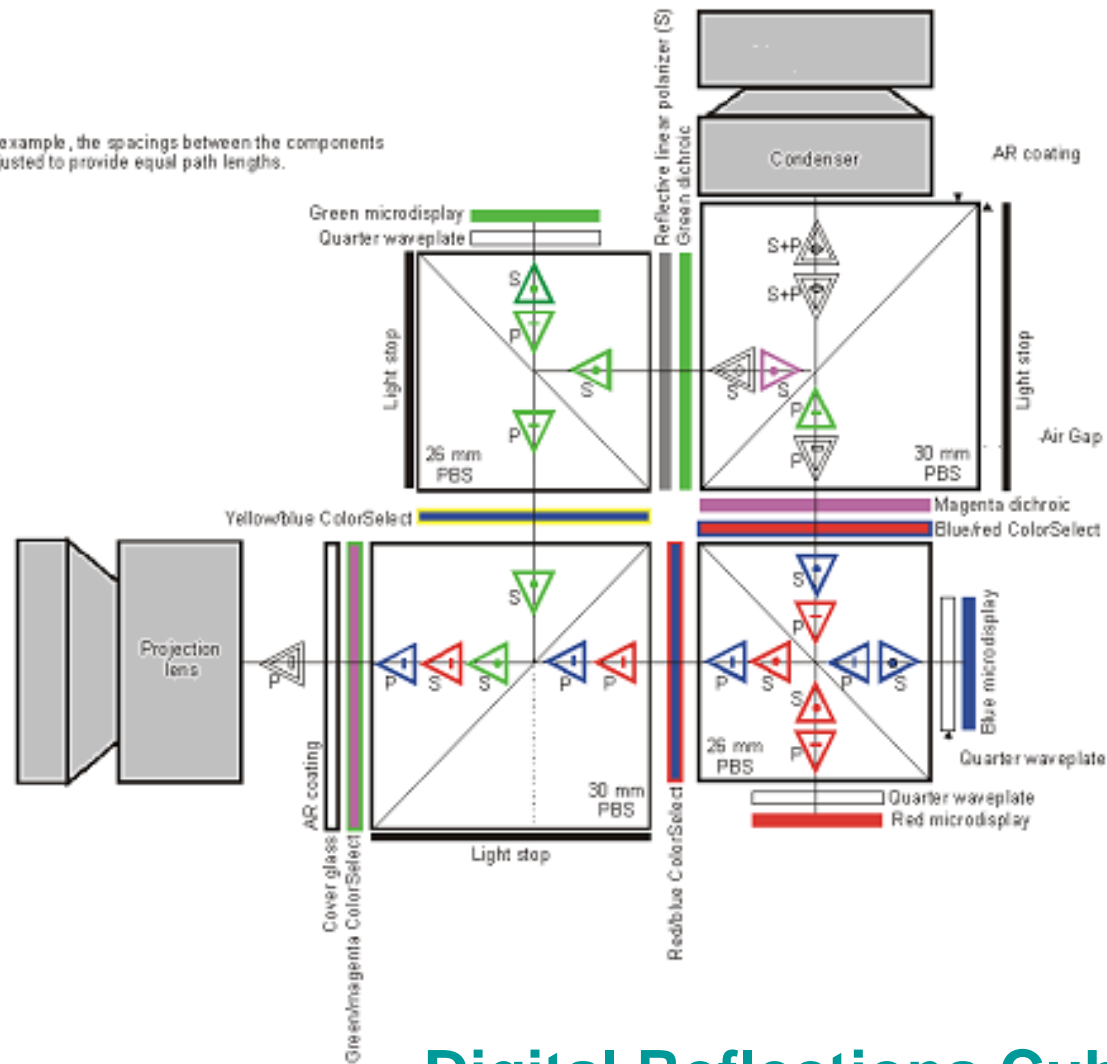 example, the spacings between the components
justed to provide equal path lengths.
Reflective linear polarizer (S)
Green dichroic
Condenser
AR coating
Green microdisplay
Quarter waveplate
S+P
S+P
S
P
S
S
S
P
P
P
Light stop
Light stop
26 mm
PBS
30 mm
PBS
Air Gap
Yellow/blue ColorSelect
Magenta dichroic
Blue/red ColorSelect
S
S
P
Projection
lens
P
P
S
S
P
P
P
S
P
S
S
P
Blue microdisplay
Quarter waveplate
AR coating
Cover glass
Green/magenta ColorSelect
30 mm
PBS
Red/blue ColorSelect
26 mm
PBS
Quarter waveplate
Red microdisplay
Light stop